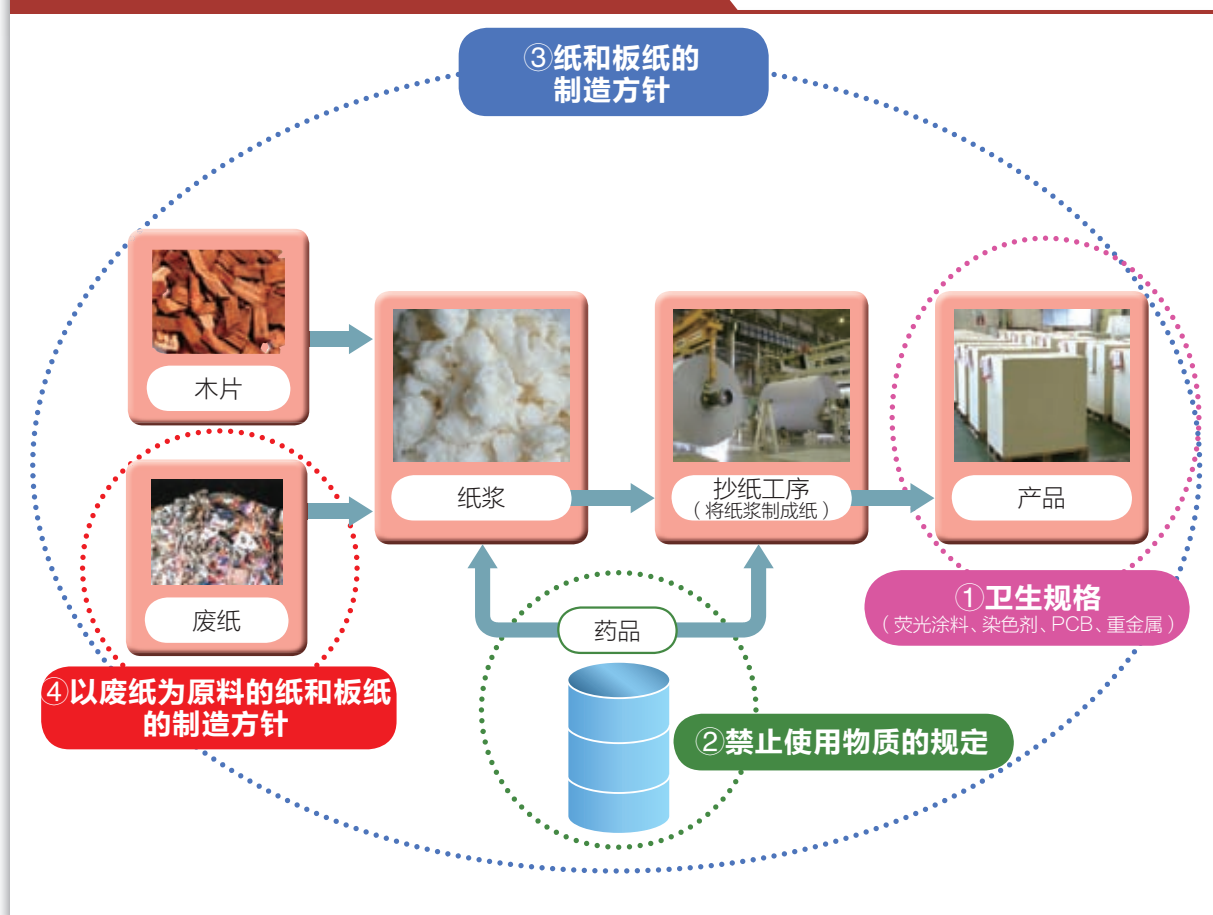 ③纸和板纸的
制造方针
木片
纸浆
抄纸工序
（将纸浆制成纸）
产品
废纸
药品
①卫生规格
（荧光涂料、染色剂、PCB、重金属）
④以废纸为原料的纸和板纸
的制造方针
②禁止使用物质的规定